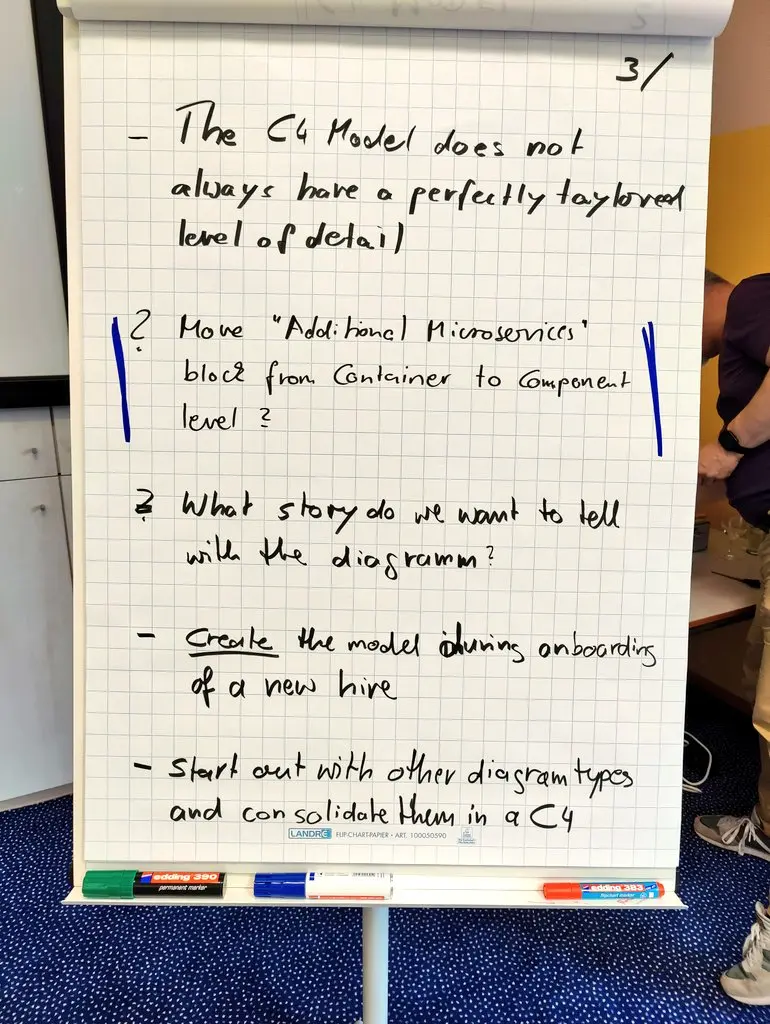 3/
- The C4 Model does not
always have a perfectly taylored
level of detail
? Move "Additional Microservices"
block from Container to Component
level ?
? What story do we want to tell
with the diagramm?
- Create the model during onboarding
of a new hire
- Start out with other diagram types
and consolidate them in a C4
LANDRÉ FLIP-CHART-PAPIER • ART. 100050590
edding 390
permanent marker
edding 383
flipchart marker